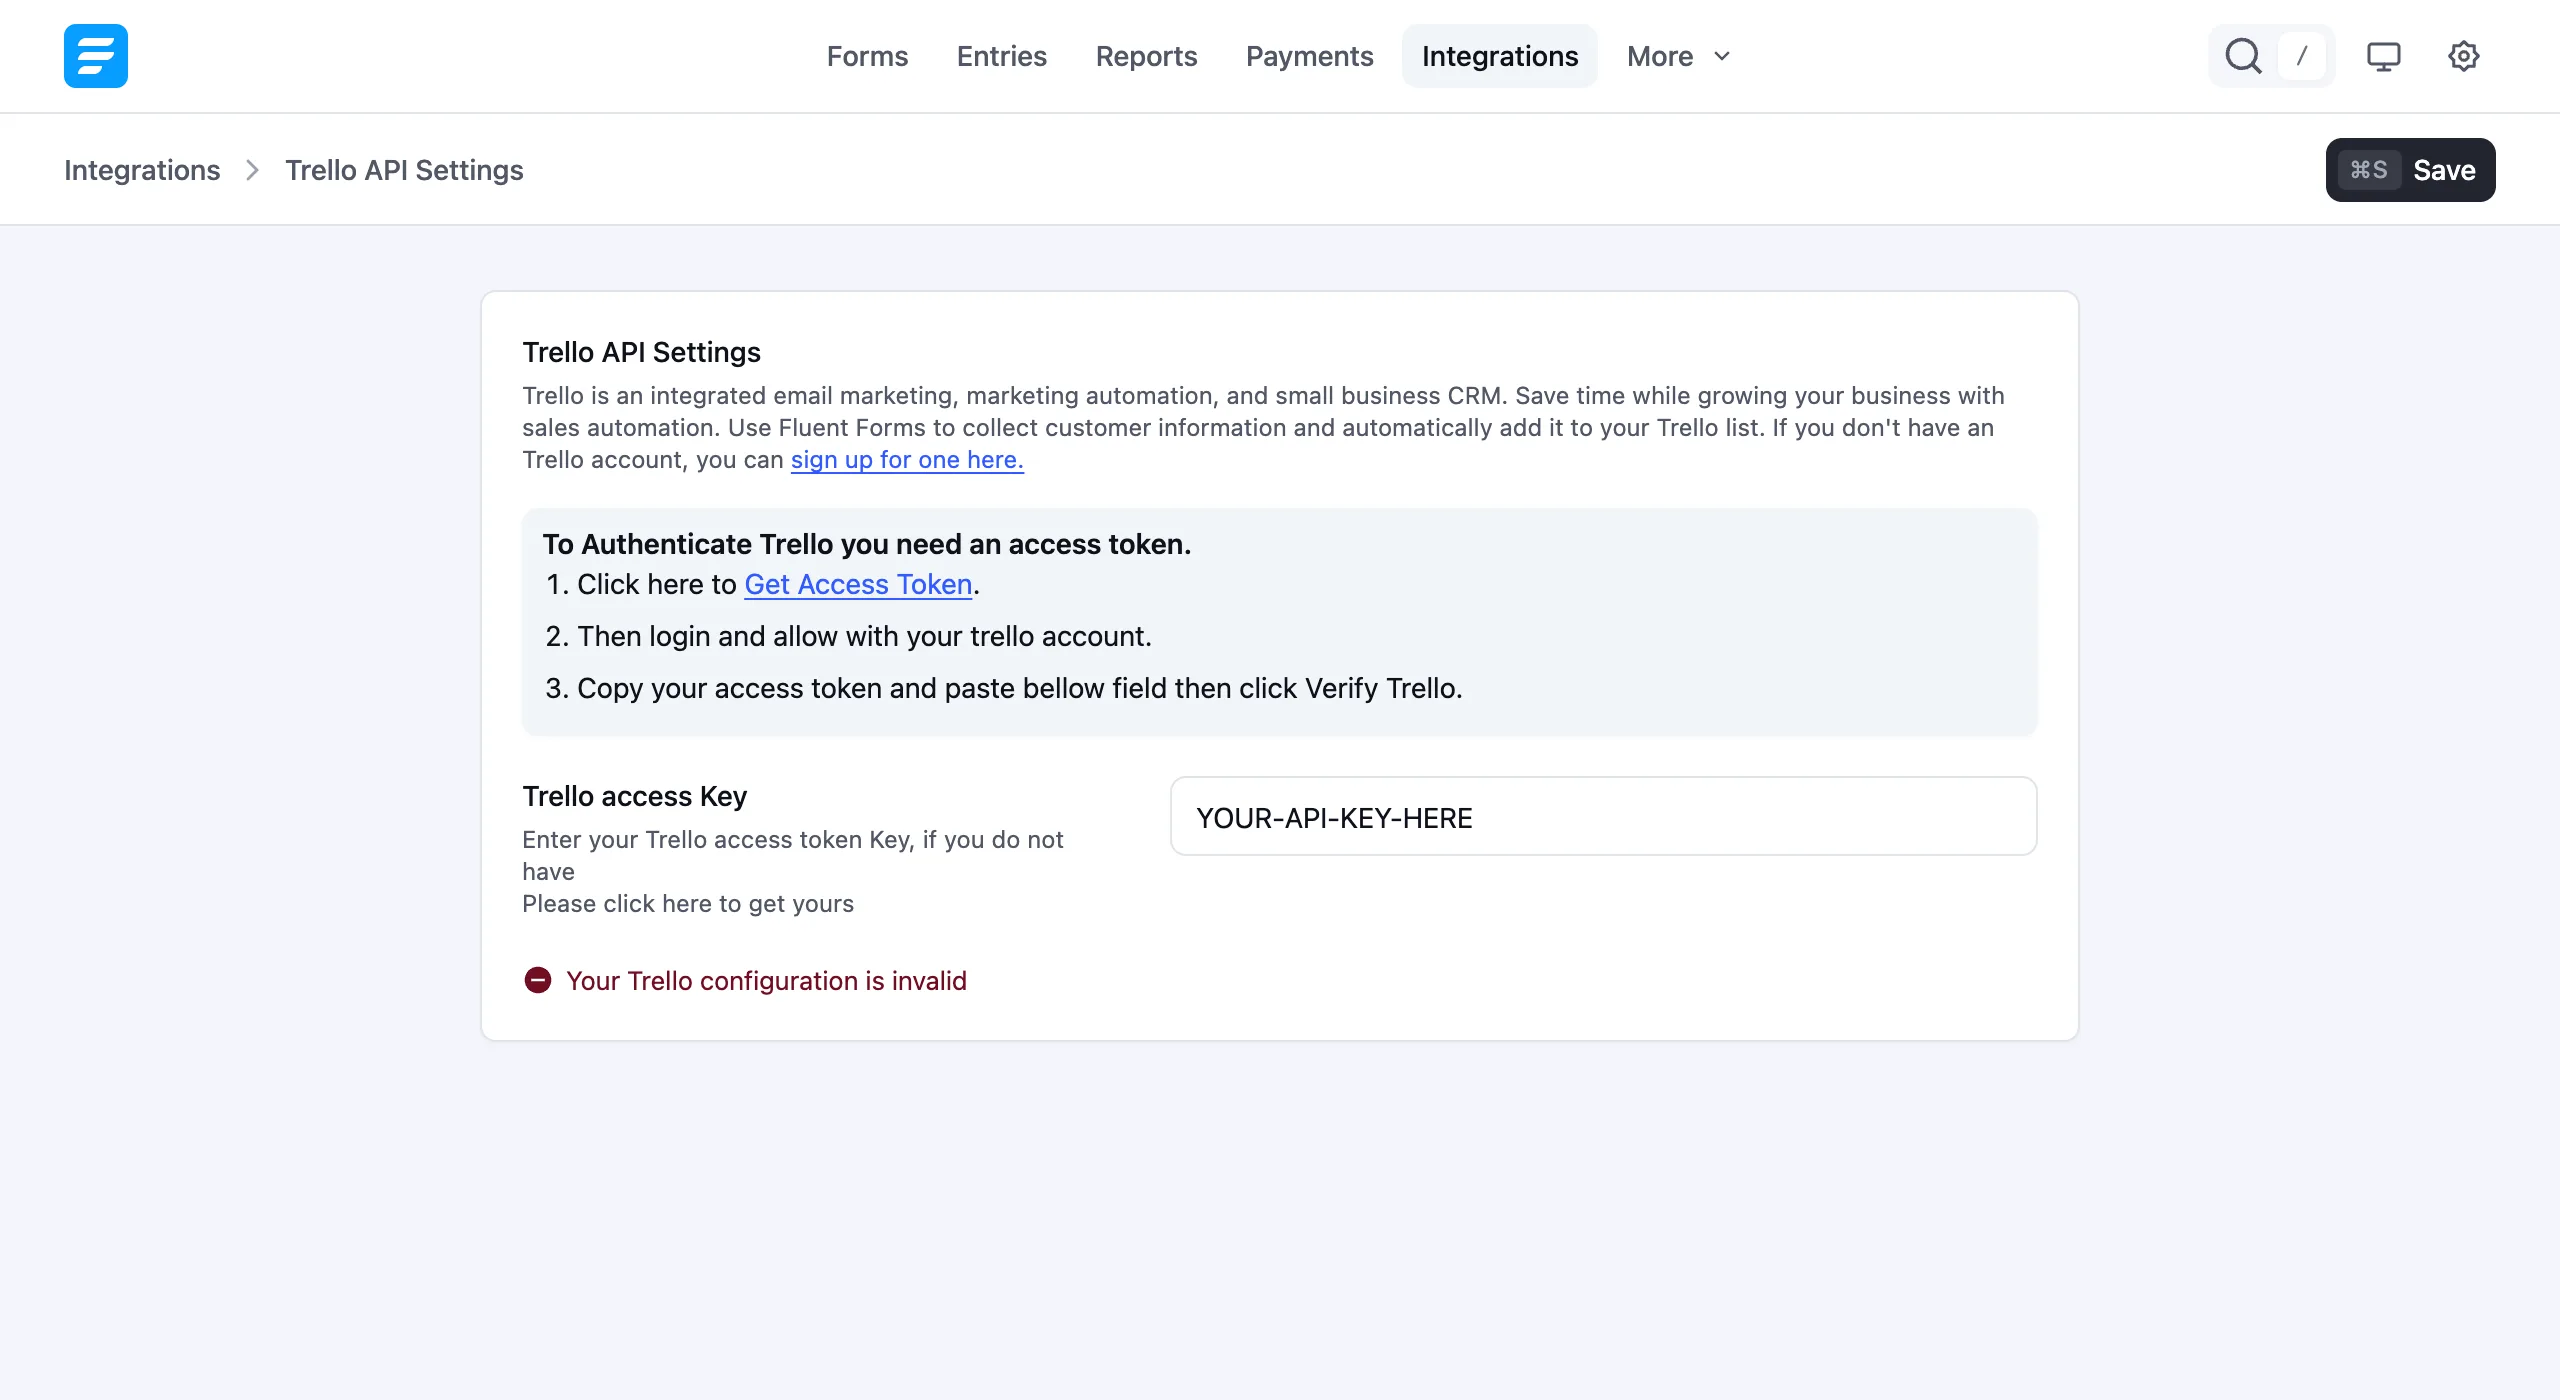 Forms
Entries
Reports
Payments
Integrations
More
/
Integrations
Trello API Settings
⌘S Save
Trello API Settings
Trello is an integrated email marketing, marketing automation, and small business CRM. Save time while growing your business with
sales automation. Use Fluent Forms to collect customer information and automatically add it to your Trello list. If you don't have an
Trello account, you can sign up for one here.
To Authenticate Trello you need an access token.
1. Click here to Get Access Token.
2. Then login and allow with your trello account.
3. Copy your access token and paste bellow field then click Verify Trello.
Trello access Key
YOUR-API-KEY-HERE
Enter your Trello access token Key, if you do not
have
Please click here to get yours
Your Trello configuration is invalid